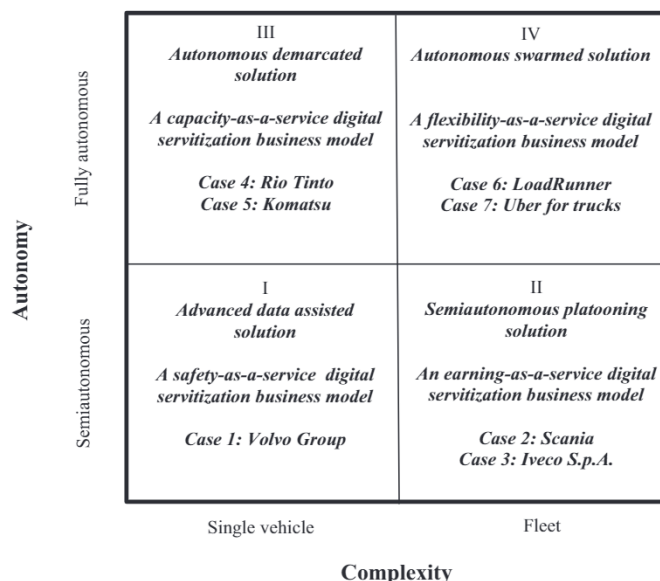 III
Autonomous demarcated
solution
A capacity-as-a-service digital
servitization business model
Case 4: Rio Tinto
Case 5: Komatsu
IV
Autonomous swarmed solution
A flexibility-as-a-service digital
servitization business model
Case 6: LoadRunner
Case 7: Uber for trucks
Fully autonomous
Autonomy
Semiautonomous
I
Advanced data assisted
solution
A safety-as-a-service digital
servitization business model
Case 1: Volvo Group
II
Semiautonomous platooning
solution
An earning-as-a-service digital
servitization business model
Case 2: Scania
Case 3: Iveco S.p.A.
Single vehicle
Fleet
Complexity